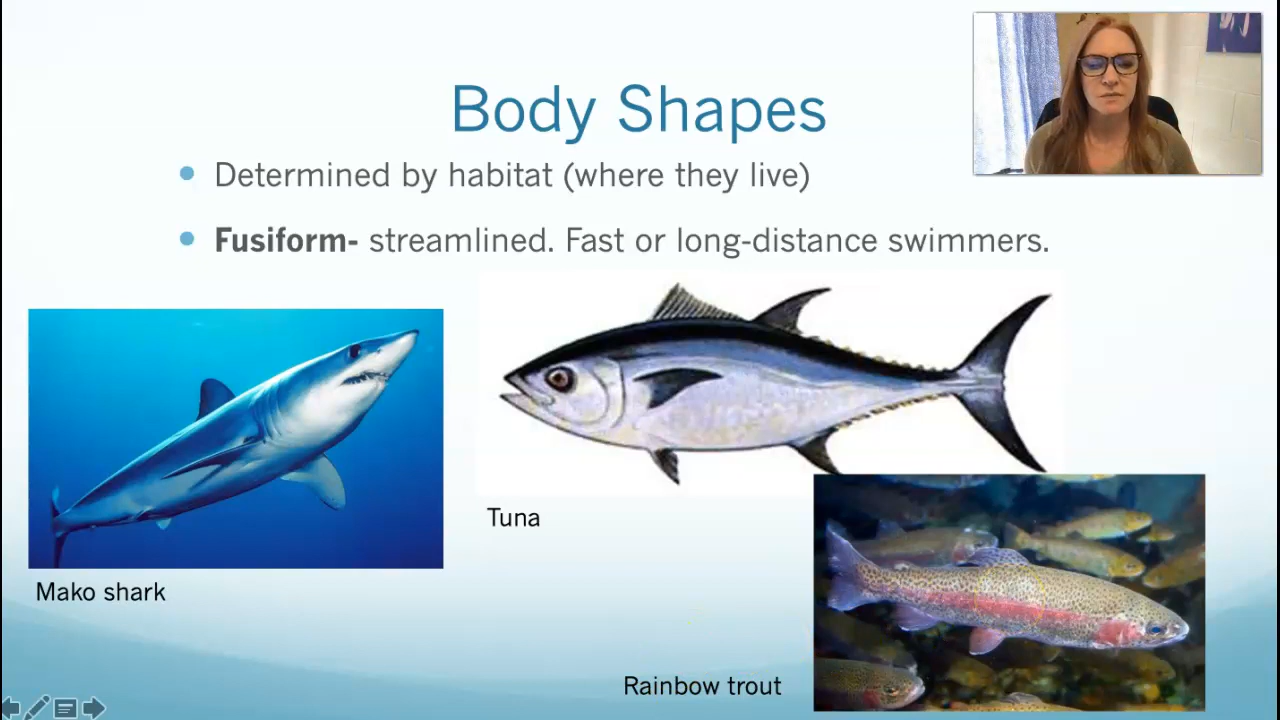 Body Shapes
Determined by habitat (where they live)
Fusiform- streamlined. Fast or long-distance swimmers.
Tuna
Mako shark
Rainbow trout